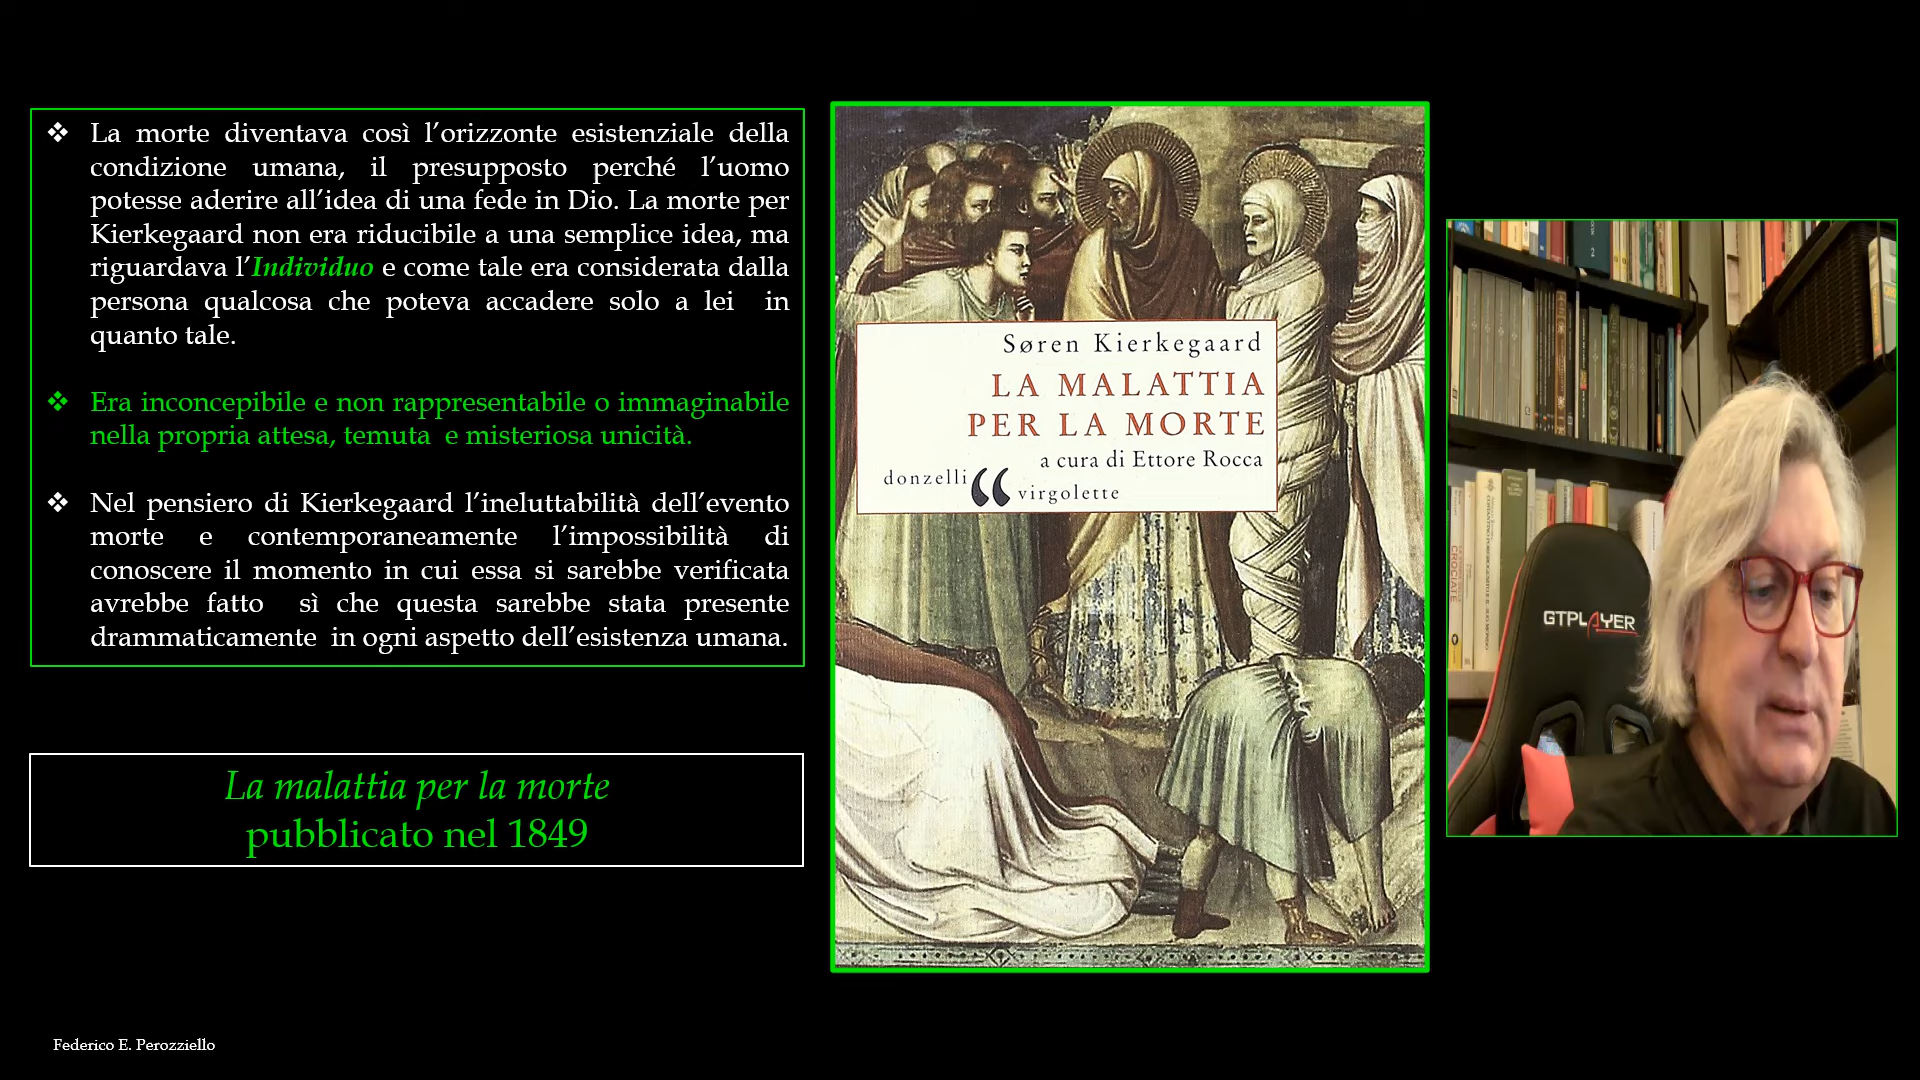 ❖ La morte diventava così l’orizzonte esistenziale della
condizione umana, il presupposto perché l’uomo
potesse aderire all’idea di una fede in Dio. La morte per
Kierkegaard non era riducibile a una semplice idea, ma
riguardava l’Individuo e come tale era considerata dalla
persona qualcosa che poteva accadere solo a lei in
quanto tale.
❖ Era inconcepibile e non rappresentabile o immaginabile
nella propria attesa, temuta e misteriosa unicità.
❖ Nel pensiero di Kierkegaard l’ineluttabilità dell’evento
morte e contemporaneamente l’impossibilità di
conoscere il momento in cui essa si sarebbe verificata
avrebbe fatto sì che questa sarebbe stata presente
drammaticamente in ogni aspetto dell’esistenza umana.
La malattia per la morte
pubblicato nel 1849
Federico E. Perozziello
Søren Kierkegaard
LA MALATTIA
PER LA MORTE
a cura di Ettore Rocca
donzelli “ virgolette
GTPLAYER
CROCIATE